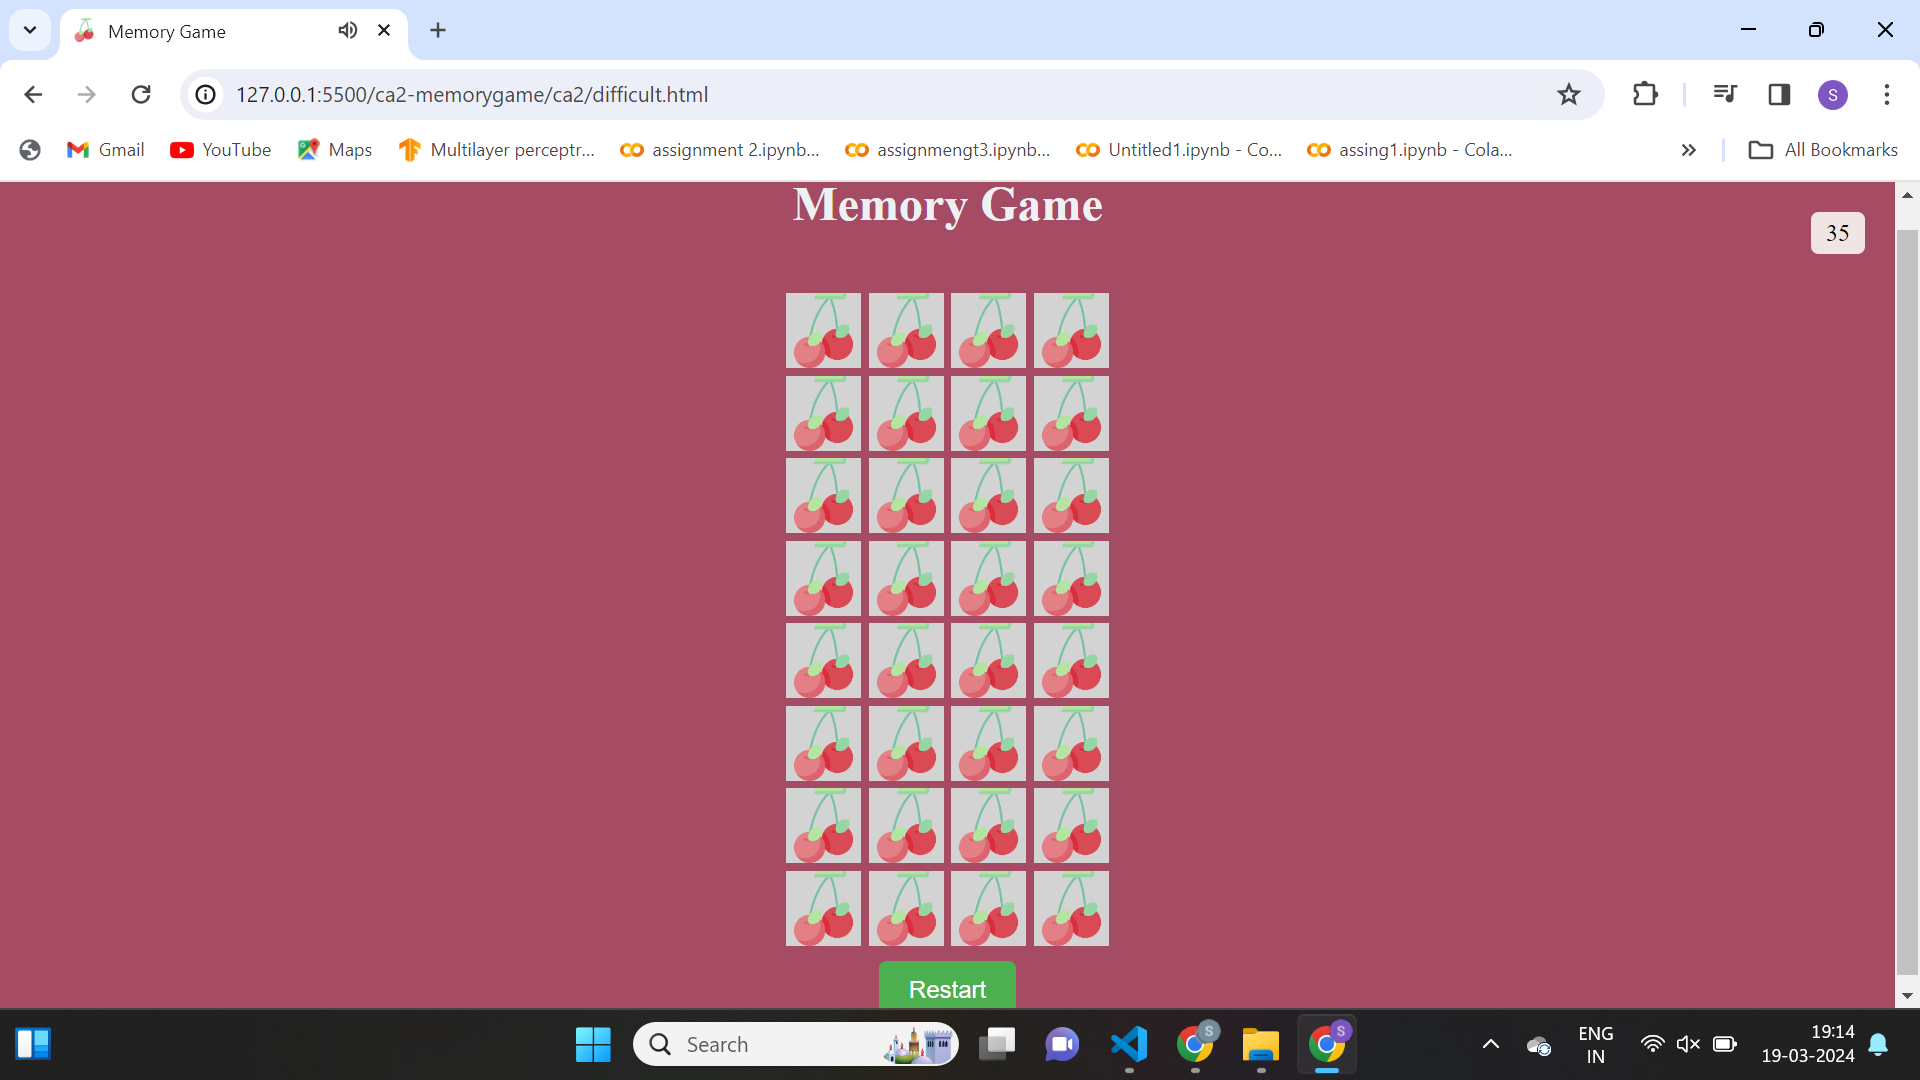 Memory Game
127.0.0.1:5500/ca2-memorygame/ca2/difficult.html
S
Gmail
YouTube
Maps
Multilayer perceptr...
assignment 2.ipynb...
assignmengt3.ipynb...
Untitled1.ipynb - Co...
assing1.ipynb - Cola...
All Bookmarks
Memory Game
35
Restart
Search
S
S
ENG
IN
19:14
19-03-2024